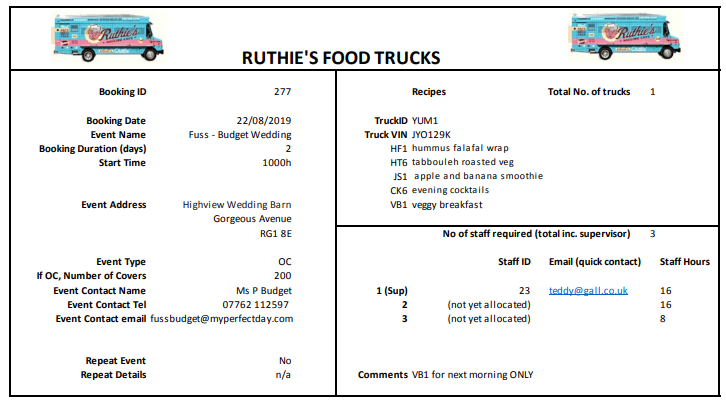 Ruthie's
Ruthie's
RUTHIE'S FOOD TRUCKS
Booking ID 277
Booking Date 22/08/2019
Event Name Fuss - Budget Wedding
Booking Duration (days) 2
Start Time 1000h
Event Address Highview Wedding Barn
Gorgeous Avenue
RG1 8E
Event Type OC
If OC, Number of Covers 200
Event Contact Name Ms P Budget
Event Contact Tel 07762 112597
Event Contact email fussbudget@myperfectday.com
Repeat Event No
Repeat Details n/a
Recipes Total No. of trucks 1
TruckID YUM1
Truck VIN JYO129K
HF1 hummus falafal wrap
HT6 tabbouleh roasted veg
JS1 apple and banana smoothie
CK6 evening cocktails
VB1 veggy breakfast
No of staff required (total inc. supervisor) 3
Staff ID Email (quick contact) Staff Hours
1 (Sup) 23 teddy@gall.co.uk 16
2 (not yet allocated) 16
3 (not yet allocated) 8
Comments VB1 for next morning ONLY